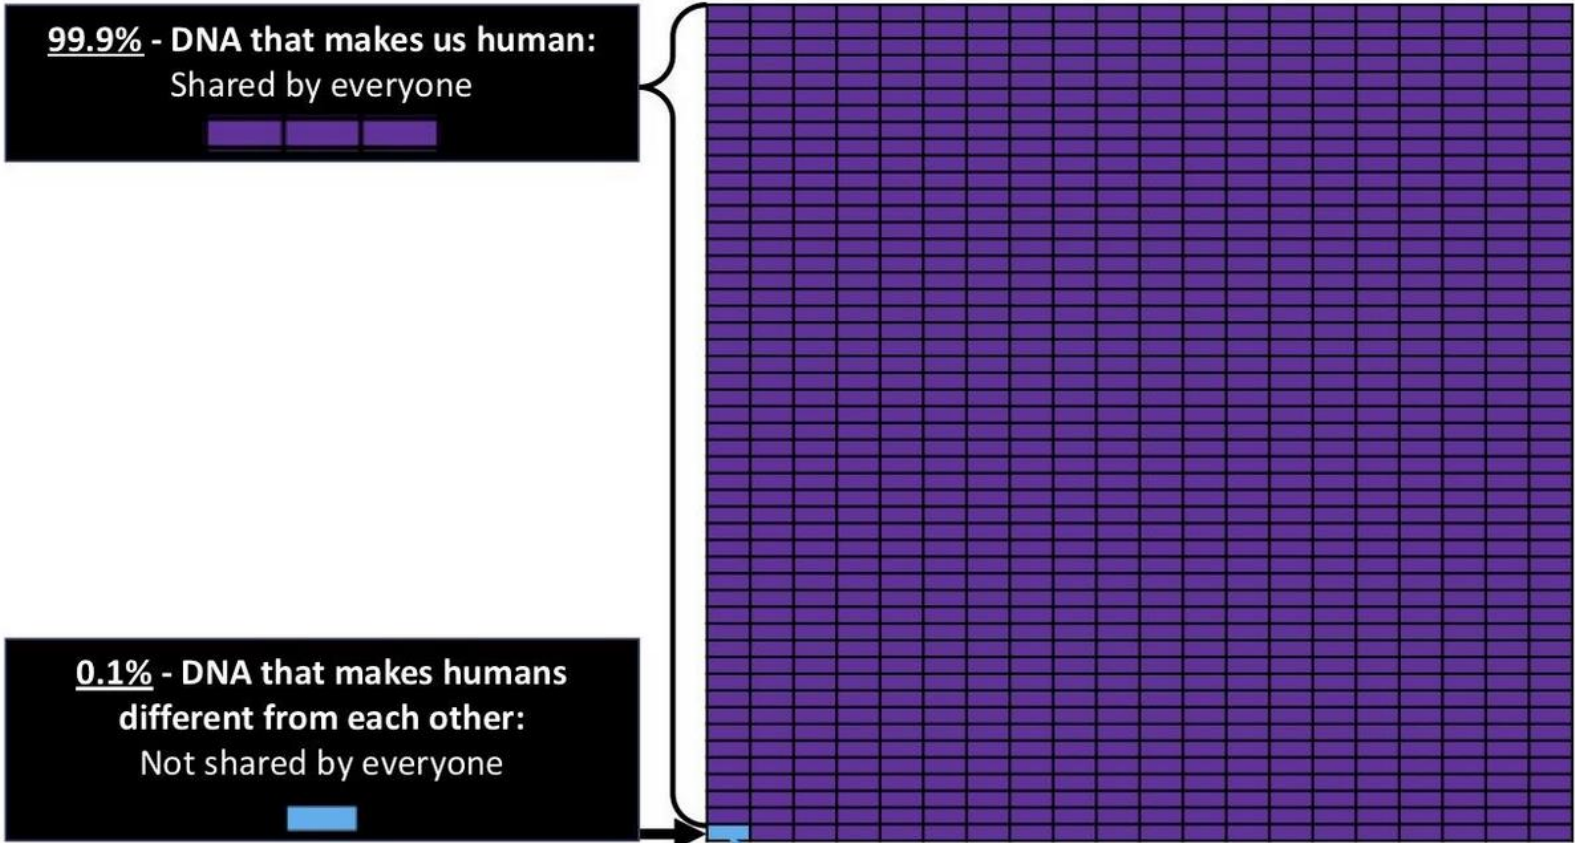 99.9% - DNA that makes us human:
Shared by everyone
0.1% - DNA that makes humans
different from each other:
Not shared by everyone